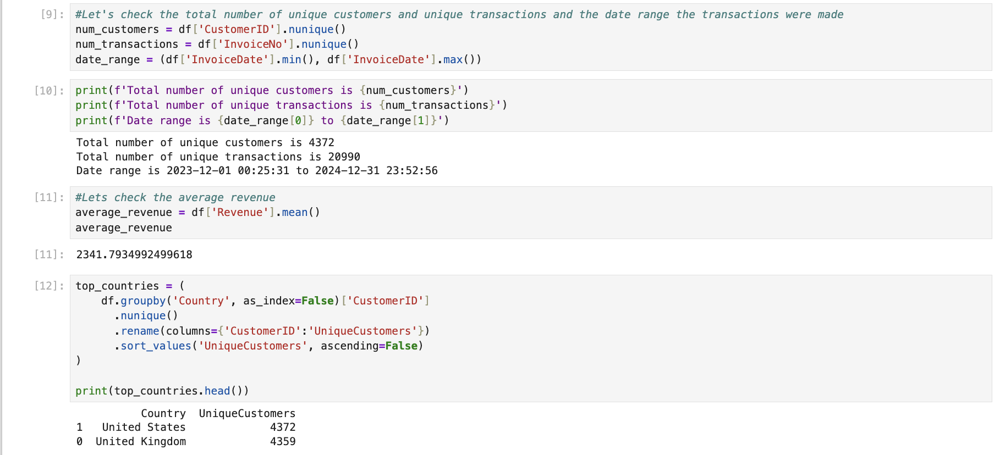 [9]: #Let's check the total number of unique customers and unique transactions and the date range the transactions were made
num_customers = df['CustomerID'].nunique()
num_transactions = df['InvoiceNo'].nunique()
date_range = (df['InvoiceDate'].min(), df['InvoiceDate'].max())
[10]: print(f'Total number of unique customers is {num_customers}')
print(f'Total number of unique transactions is {num_transactions}')
print(f'Date range is {date_range[0]} to {date_range[1]}')
Total number of unique customers is 4372
Total number of unique transactions is 20990
Date range is 2023-12-01 00:25:31 to 2024-12-31 23:52:56
[11]: #Lets check the average revenue
average_revenue = df['Revenue'].mean()
average_revenue
[11]: 2341.7934992499618
[12]: top_countries = (
    df.groupby('Country', as_index=False)['CustomerID']
      .nunique()
      .rename(columns={'CustomerID':'UniqueCustomers'})
      .sort_values('UniqueCustomers', ascending=False)
)
print(top_countries.head())
Country  UniqueCustomers
1   United States             4372
0  United Kingdom             4359